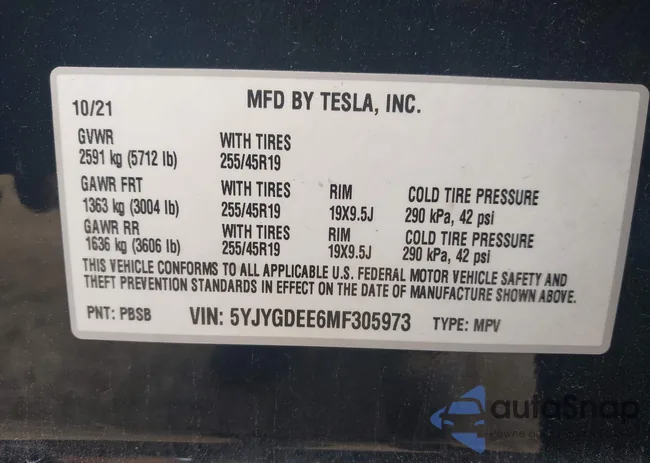 10/21 MFD BY TESLA, INC.
GVWR WITH TIRES
2591 kg (5712 lb) 255/45R19
GAWR FRT WITH TIRES RIM COLD TIRE PRESSURE
1363 kg (3004 lb) 255/45R19 19X9.5J 290 kPa, 42 psi
GAWR RR WITH TIRES RIM COLD TIRE PRESSURE
1636 kg (3606 lb) 255/45R19 19X9.5J 290 kPa, 42 psi
THIS VEHICLE CONFORMS TO ALL APPLICABLE U.S. FEDERAL MOTOR VEHICLE SAFETY AND
THEFT PREVENTION STANDARDS IN EFFECT ON THE DATE OF MANUFACTURE SHOWN ABOVE.
PNT: PBSB VIN: 5YJYGDEE6MF305973 TYPE: MPV
autoSnap